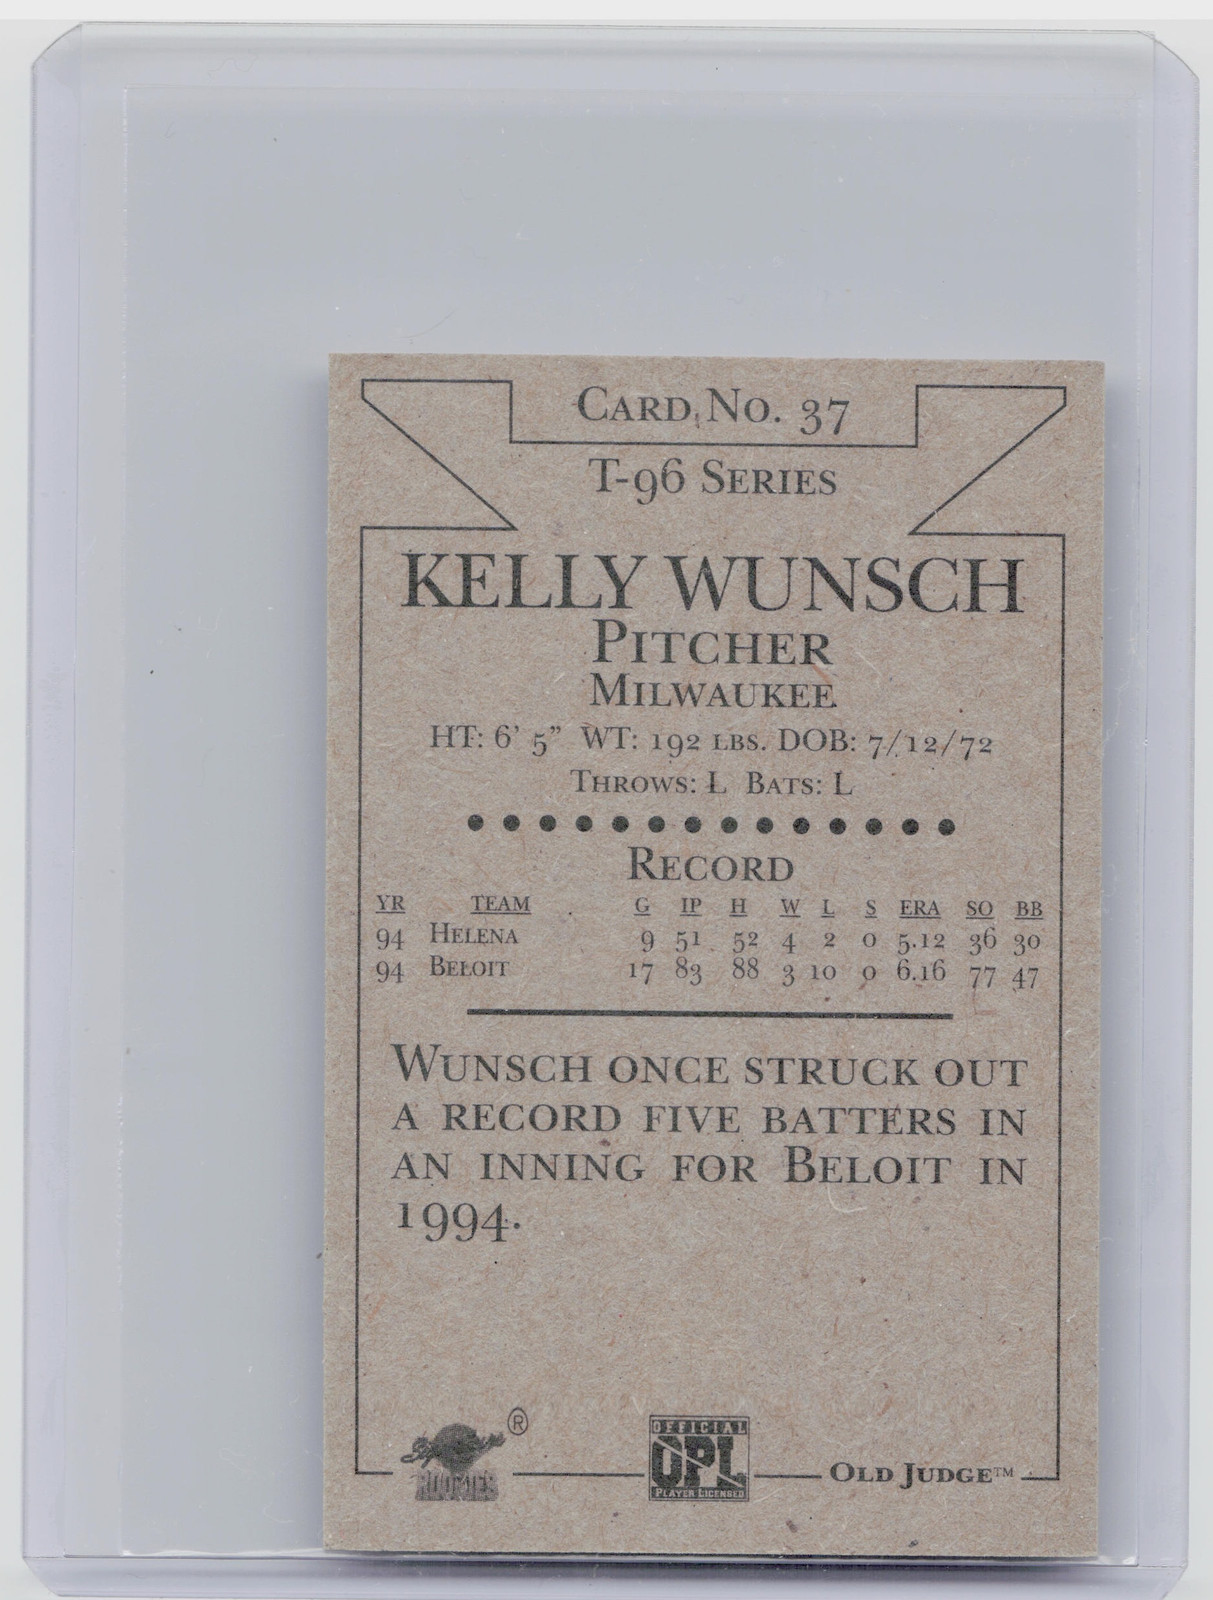 Card No. 37
T-96 Series
KELLY WUNSCH
Pitcher
Milwaukee
HT: 6' 5" WT: 192 lbs. DOB: 7/12/72
Throws: L Bats: L
Record
YR TEAM G IP H W L S ERA SO BB
94 Helena 9 51 52 4 2 0 5.12 36 30
94 Beloit 17 83 88 3 10 0 6.16 77 47
Wunsch once struck out
a record five batters in
an inning for Beloit in
1994.
®
Rookies
OFFICIAL
OPL
Player Licensed
Old Judge™